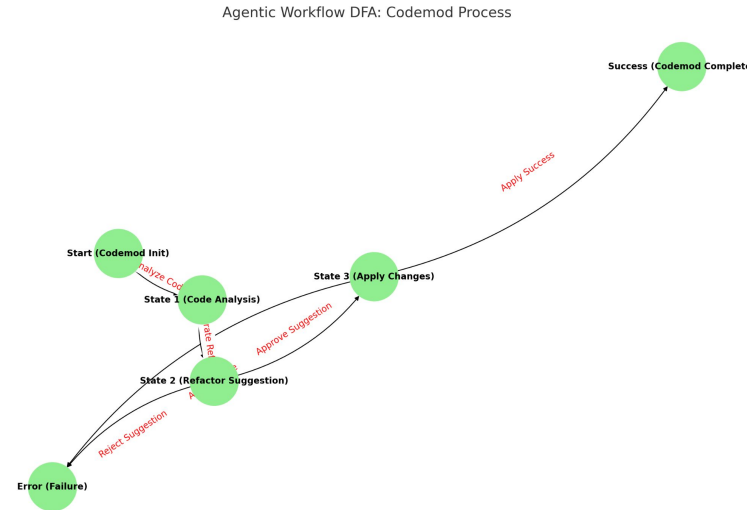 Agentic Workflow DFA: Codemod Process
Success (Codemod Complete
Apply Success
Start (Codemod Init)
State 3 (Apply Changes)
State 1 (Code Analysis)
Approve Suggestion
State 2 (Refactor Suggestion)
Reject Suggestion
Error (Failure)